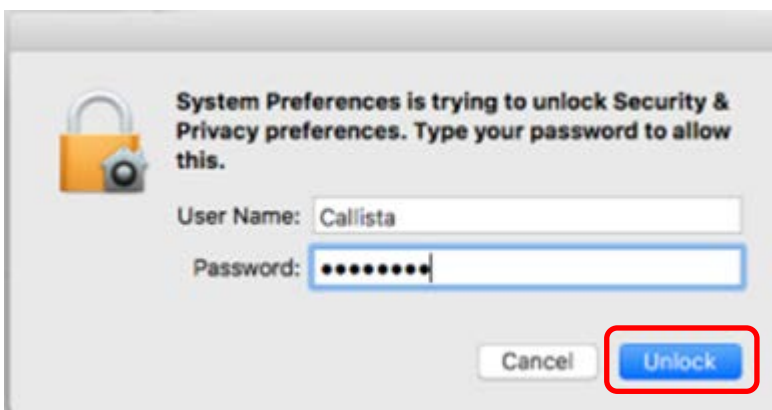 System Preferences is trying to unlock Security &
Privacy preferences. Type your password to allow
this.
User Name: Callista
Password: ••••••••
Cancel Unlock